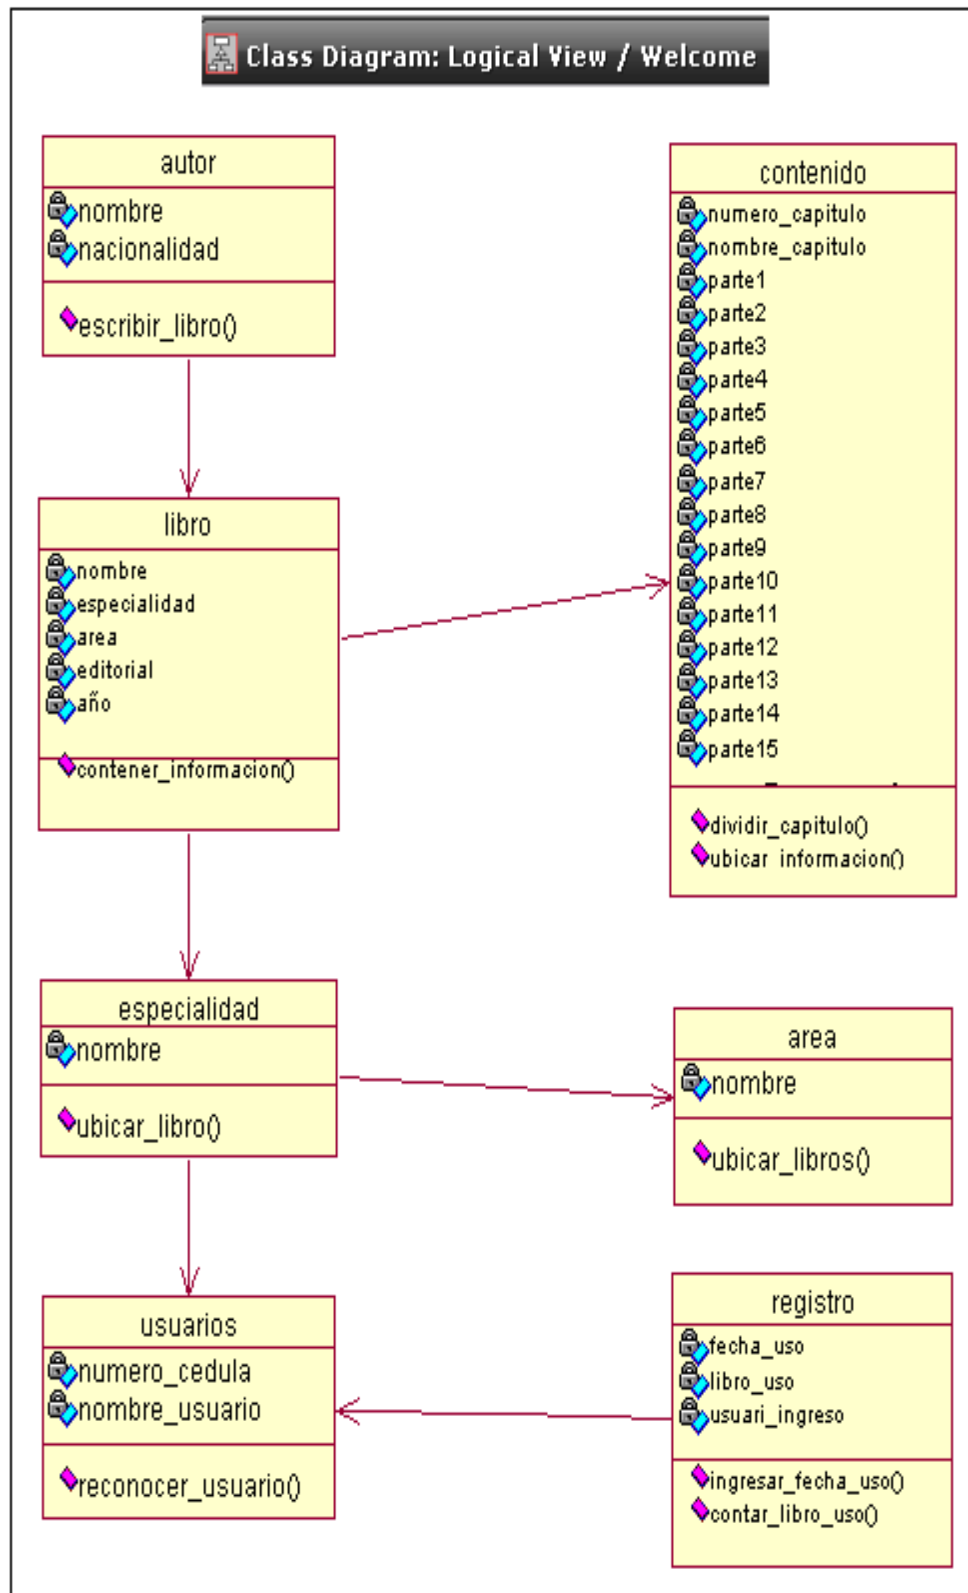 Class Diagram: Logical View / Welcome
autor
nombre
nacionalidad
escribir_libro()
contenido
numero_capitulo
nombre_capitulo
parte1
parte2
parte3
parte4
parte5
parte6
parte7
parte8
parte9
parte10
parte11
parte12
parte13
parte14
parte15
dividir_capitulo()
ubicar_informacion()
libro
nombre
especialidad
area
editorial
año
contener_informacion()
especialidad
nombre
ubicar_libro()
area
nombre
ubicar_libros()
usuarios
numero_cedula
nombre_usuario
reconocer_usuario()
registro
fecha_uso
libro_uso
usuari_ingreso
ingresar_fecha_uso()
contar_libro_uso()